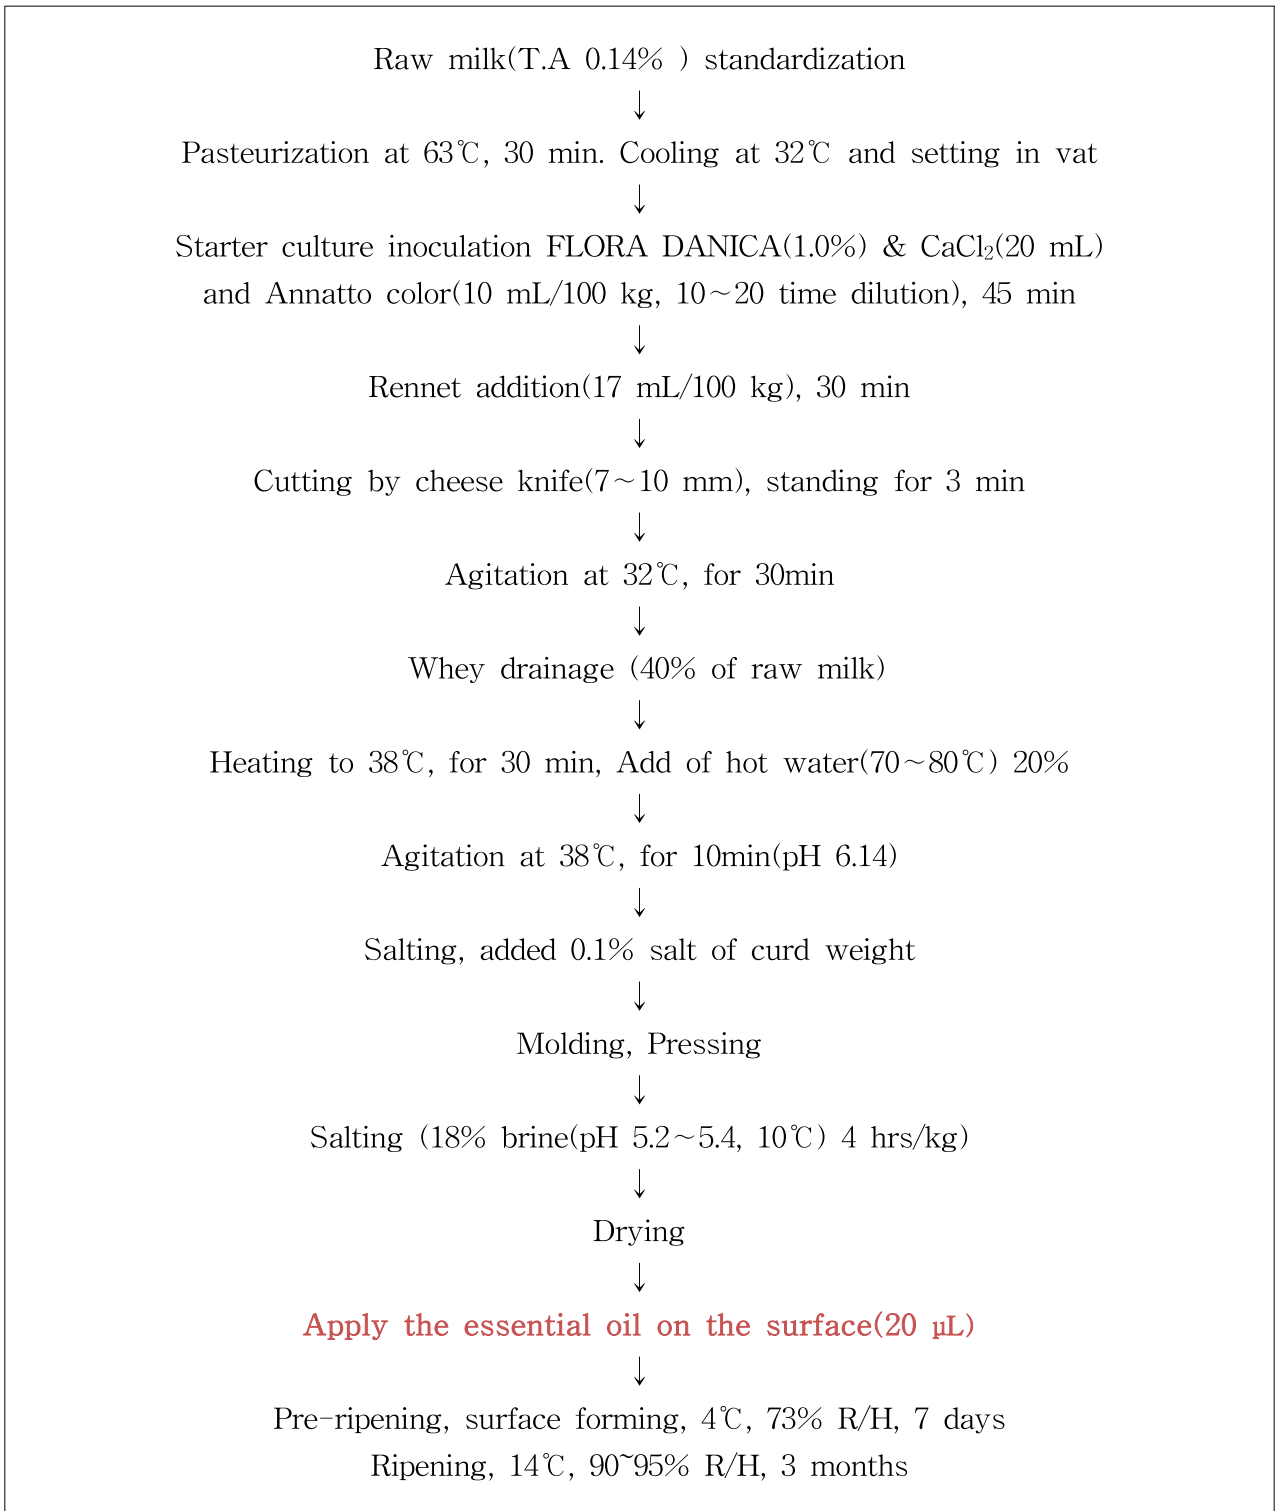 Raw milk(T.A 0.14% ) standardization
↓
Pasteurization at 63℃, 30 min. Cooling at 32℃ and setting in vat
↓
Starter culture inoculation FLORA DANICA(1.0%) & CaCl₂(20 mL)
and Annatto color(10 mL/100 kg, 10～20 time dilution), 45 min
↓
Rennet addition(17 mL/100 kg), 30 min
↓
Cutting by cheese knife(7～10 mm), standing for 3 min
↓
Agitation at 32℃, for 30min
↓
Whey drainage (40% of raw milk)
↓
Heating to 38℃, for 30 min, Add of hot water(70～80℃) 20%
↓
Agitation at 38℃, for 10min(pH 6.14)
↓
Salting, added 0.1% salt of curd weight
↓
Molding, Pressing
↓
Salting (18% brine(pH 5.2～5.4, 10℃) 4 hrs/kg)
↓
Drying
↓
Apply the essential oil on the surface(20 μL)
↓
Pre-ripening, surface forming, 4℃, 73% R/H, 7 days
Ripening, 14℃, 90~95% R/H, 3 months